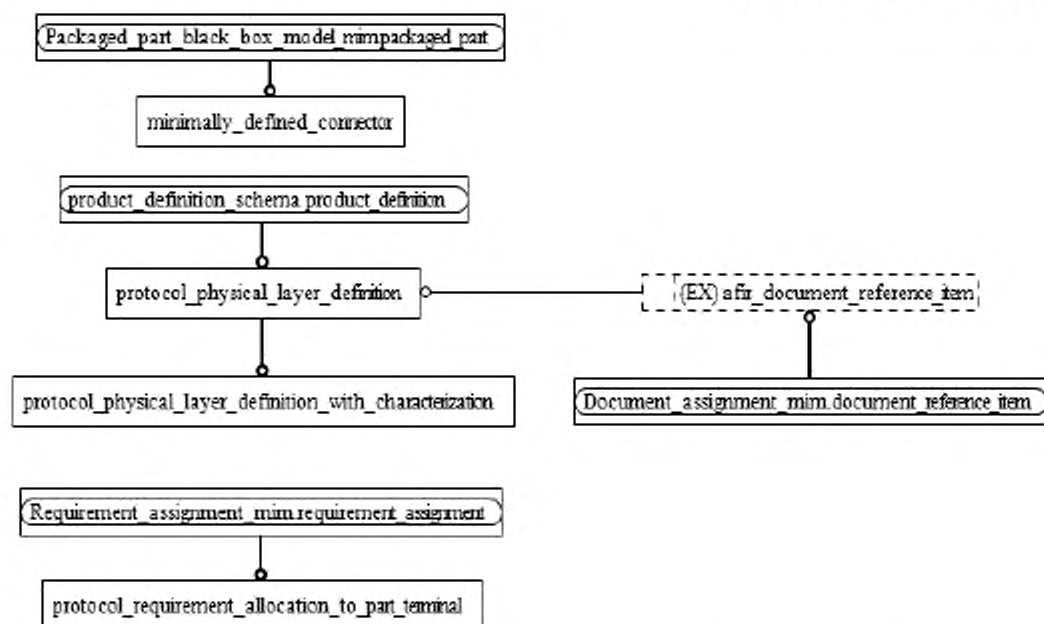 Packaged_part_black_box_model_mim.packaged_part
minimally_defined_connector
product_definition_schema.product_definition
protocol_physical_layer_definition
(EX) afir_document_reference_item
protocol_physical_layer_definition_with_characterization
Document_assignment_mim.document_reference_item
Requirement_assignment_mim.requirement_assignment
protocol_requirement_allocation_to_part_terminal